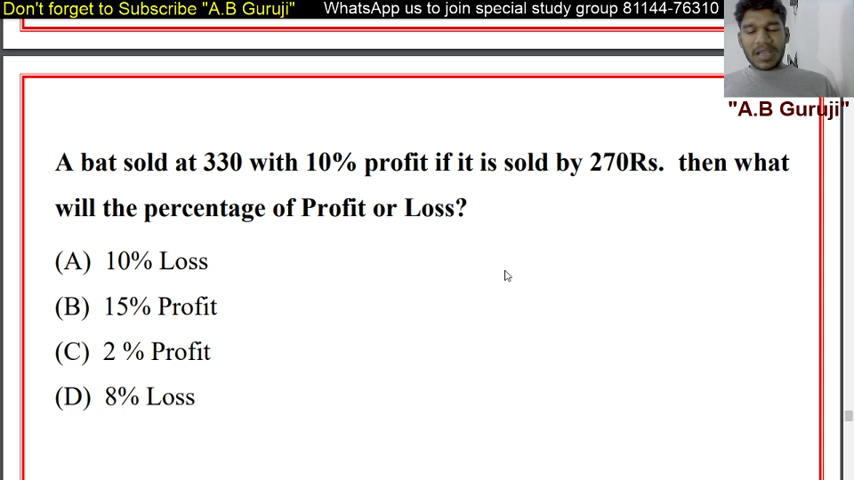 Don't forget to Subscribe "A.B Guruji" WhatsApp us to join special study group 81144-76310
"A.B Guruji"
A bat sold at 330 with 10% profit if it is sold by 270Rs. then what
will the percentage of Profit or Loss?
(A) 10% Loss
(B) 15% Profit
(C) 2 % Profit
(D) 8% Loss